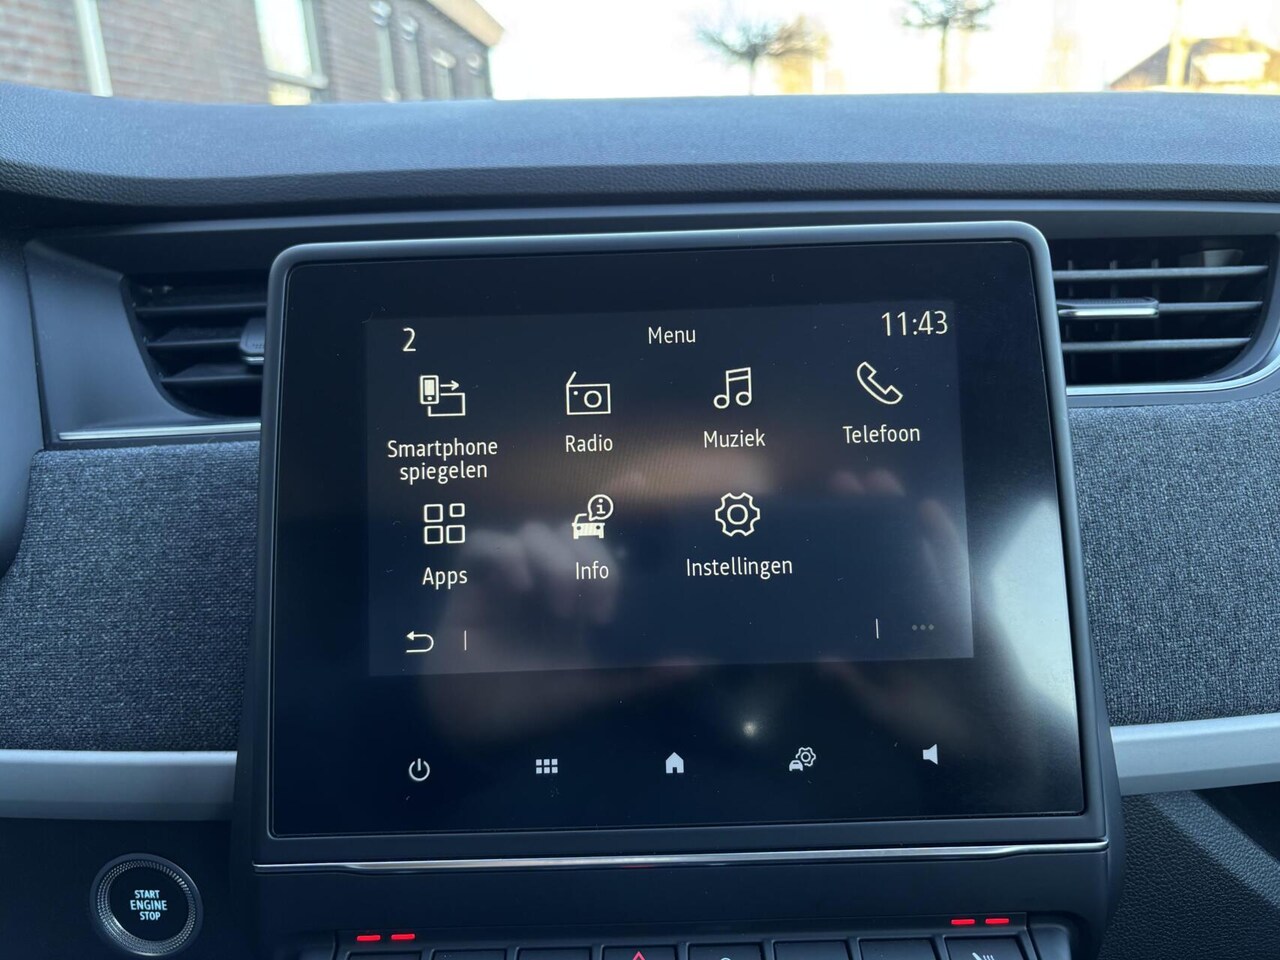 2
Menu
11:43
Smartphone
spiegelen
Radio
Muziek
Telefoon
Apps
Info
Instellingen
START
ENGINE
STOP